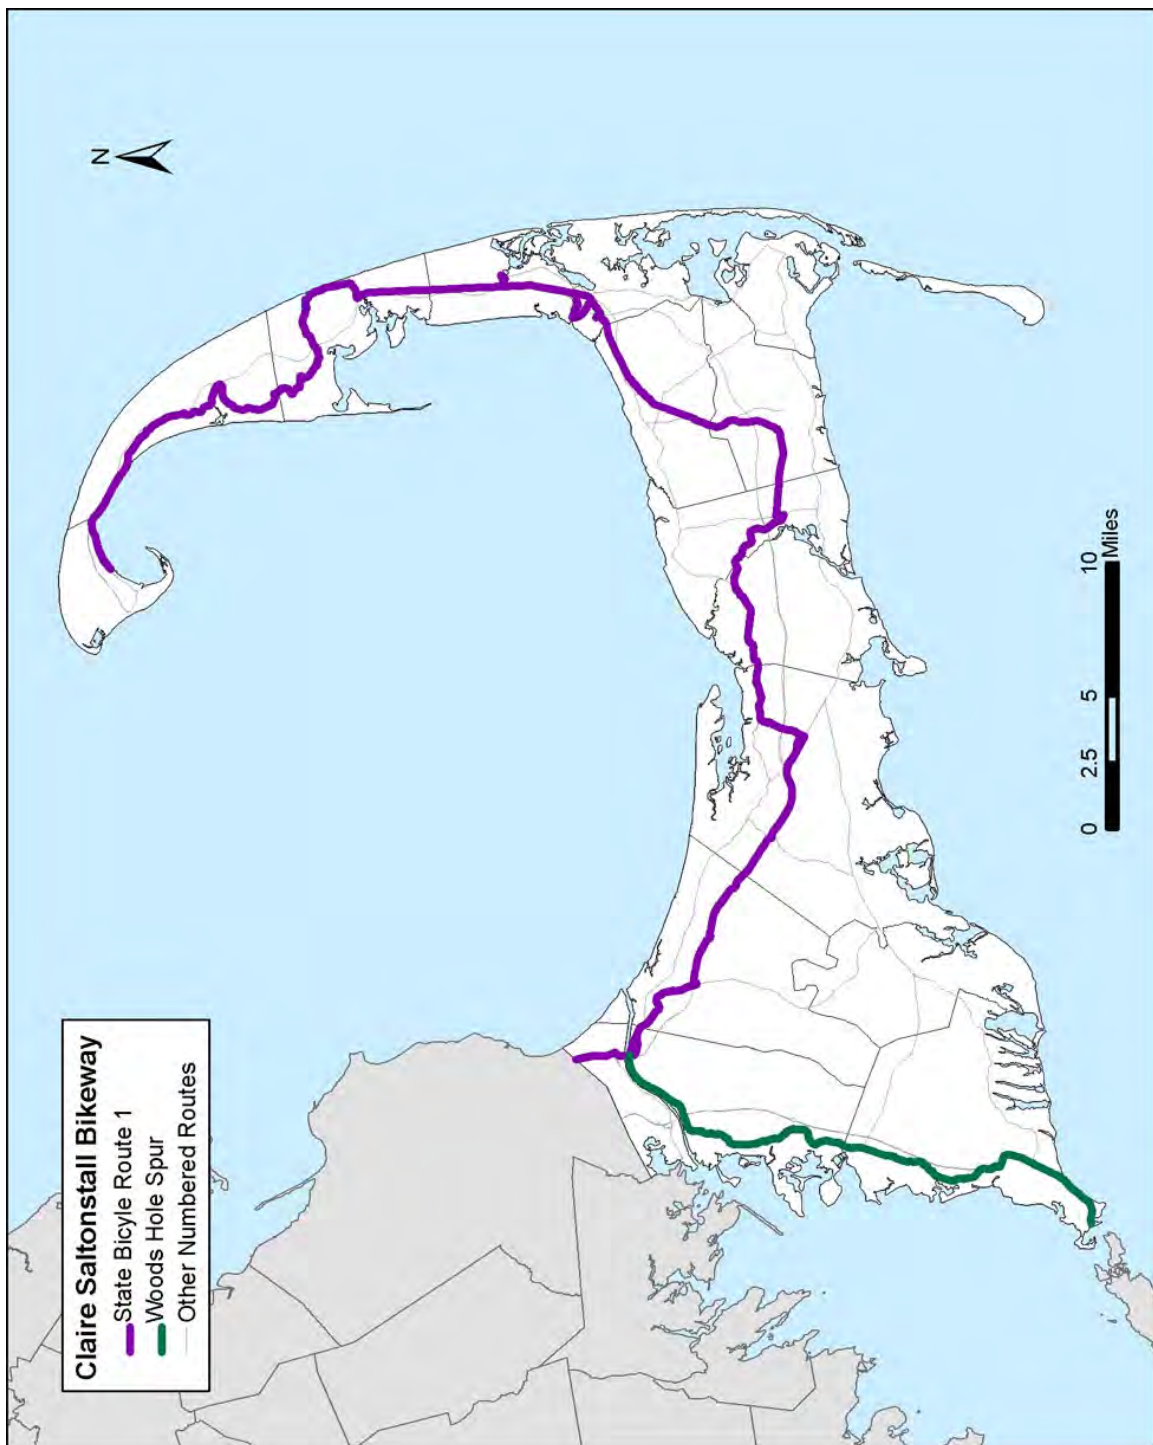 Claire Saltonstall Bikeway
State Bicyle Route 1
Woods Hole Spur
Other Numbered Routes
N
0 2.5 5 10
Miles